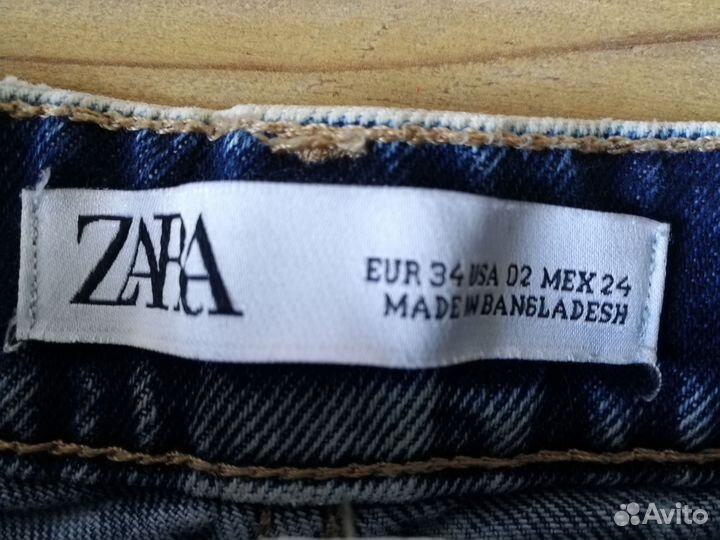 ZARA
EUR 34 USA 02 MEX 24
MADE IN BANGLADESH
Avito